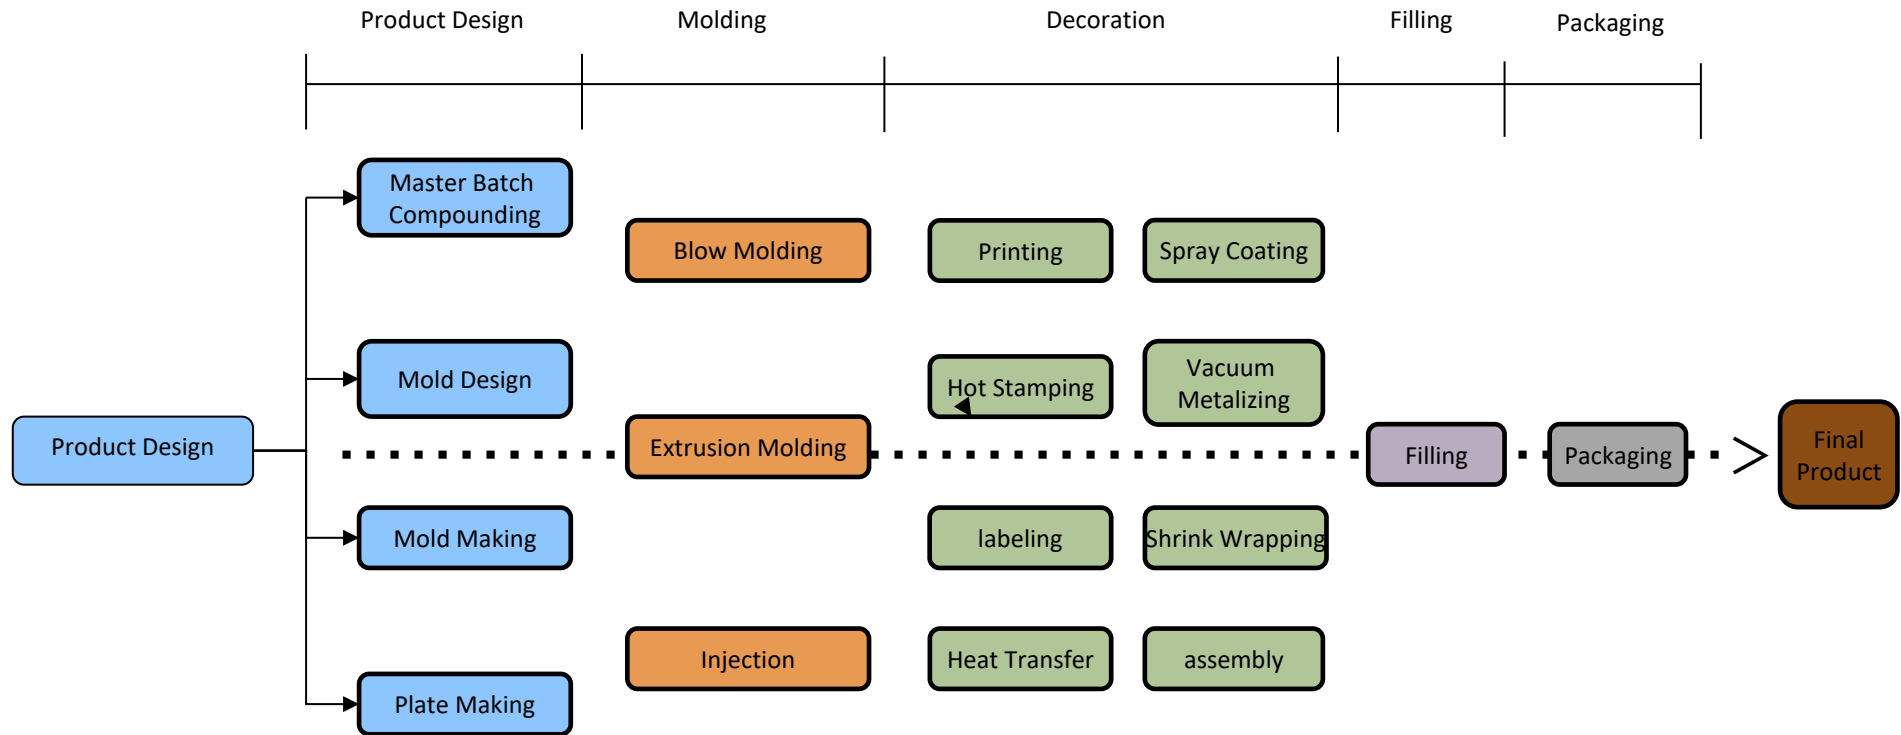 Product Design
Molding
Decoration
Filling
Packaging
Master Batch
Compounding
Blow Molding
Printing
Spray Coating
Mold Design
Hot Stamping
Vacuum
Metalizing
Product Design
Extrusion Molding
Filling
Packaging
Final
Product
Mold Making
labeling
Shrink Wrapping
Injection
Heat Transfer
assembly
Plate Making